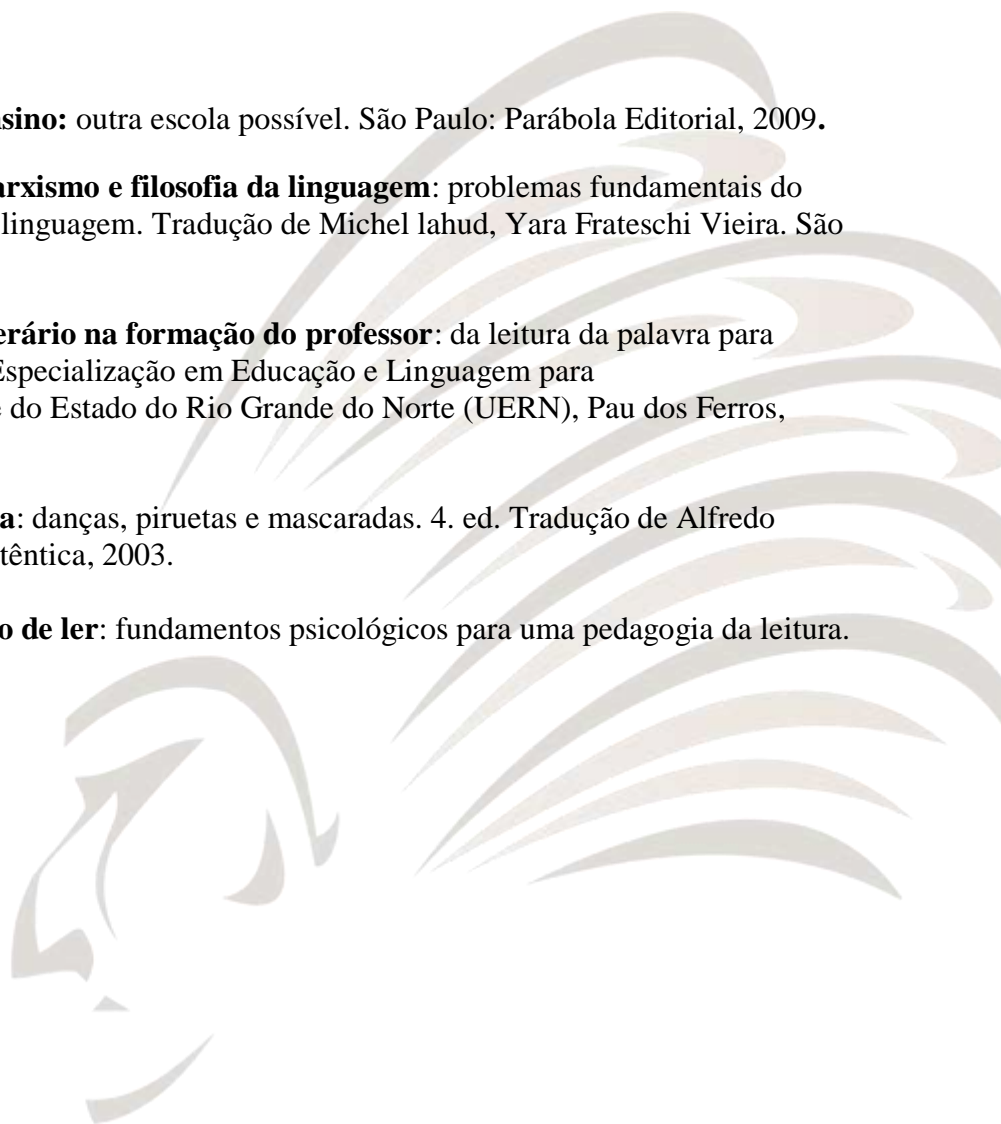 nsino: outra escola possível. São Paulo: Parábola Editorial, 2009.
arxismo e filosofia da linguagem: problemas fundamentais do
linguagem. Tradução de Michel lahud, Yara Frateschi Vieira. São
erário na formação do professor: da leitura da palavra para
Especialização em Educação e Linguagem para
e do Estado do Rio Grande do Norte (UERN), Pau dos Ferros,
a: danças, piruetas e mascaradas. 4. ed. Tradução de Alfredo
têntica, 2003.
o de ler: fundamentos psicológicos para uma pedagogia da leitura.